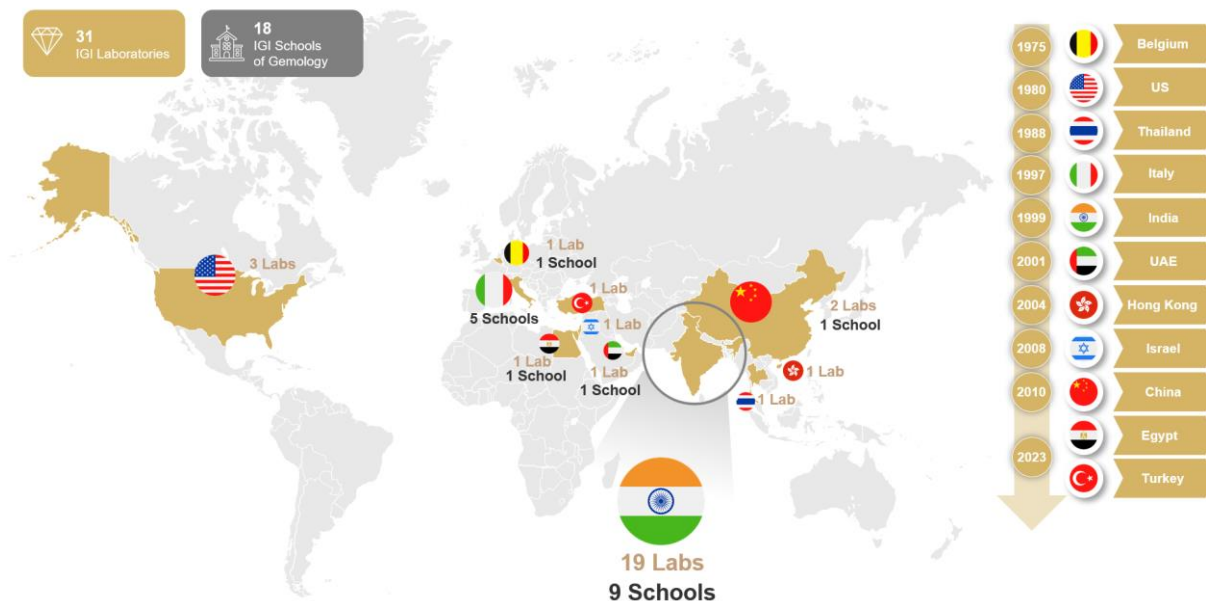 31
IGI Laboratories
18
IGI Schools
of Gemology
3 Labs
1 Lab
1 School
5 Schools
1 Lab
1 Lab
1 Lab
1 School
1 Lab
1 School
2 Labs
1 School
1 Lab
1 Lab
19 Labs
9 Schools
1975
Belgium
1980
US
1988
Thailand
1997
Italy
1999
India
2001
UAE
2004
Hong Kong
2008
Israel
2010
China
2023
Egypt
Turkey